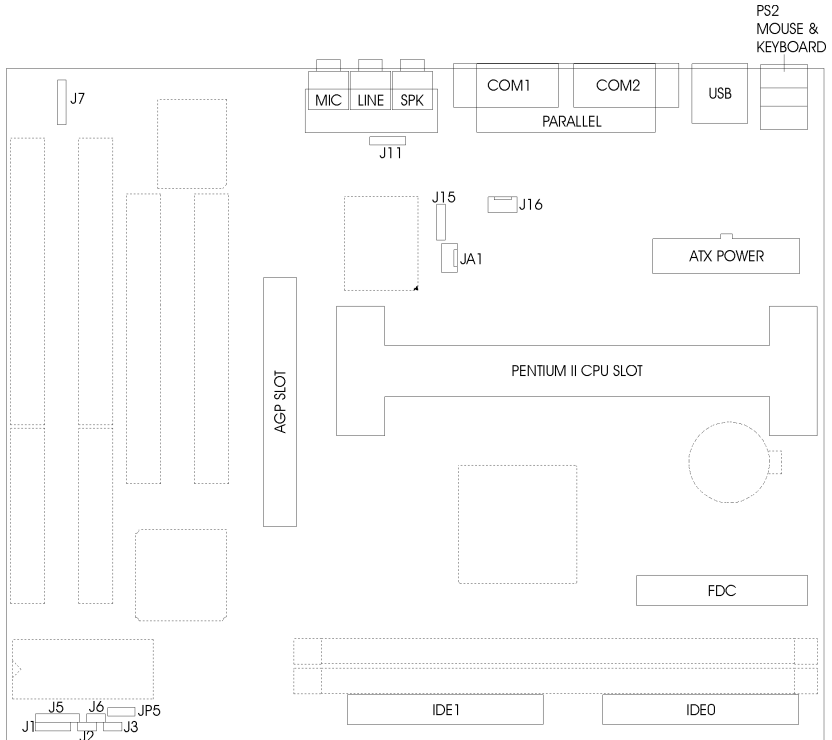 PS2
MOUSE &
KEYBOARD
J7
MIC
LINE
SPK
COM1
COM2
USB
PARALLEL
J11
J15
J16
JA1
ATX POWER
PENTIUM II CPU SLOT
AGP SLOT
FDC
J5
J6
JP5
J1
J2
J3
IDE1
IDE0